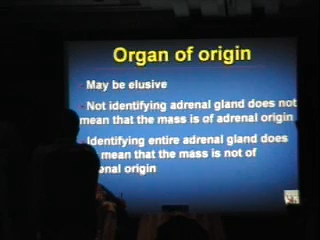 Organ of origin
May be elusive
Not identifying adrenal gland does not
mean that the mass is of adrenal origin
Identifying entire adrenal gland does
mean that the mass is not of
origin